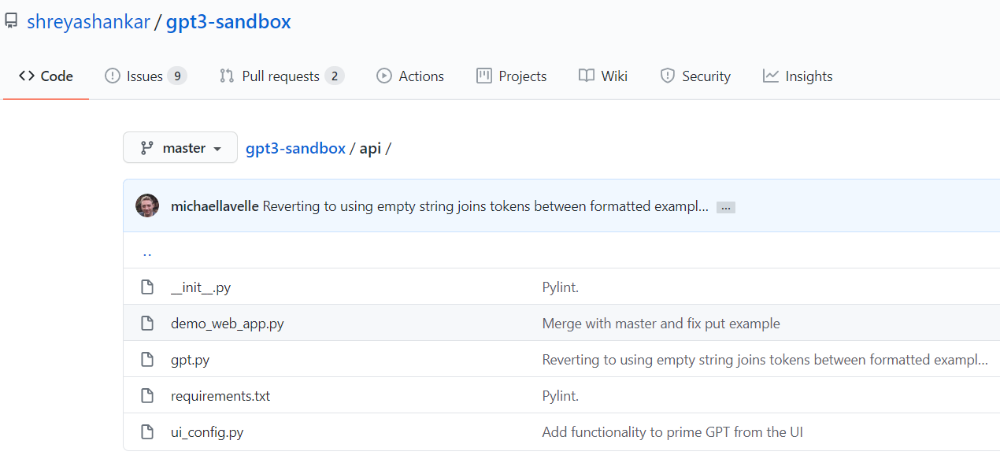 shreyashankar / gpt3-sandbox
Code Issues 9 Pull requests 2 Actions Projects Wiki Security Insights
master gpt3-sandbox / api /
michaellavelle Reverting to using empty string joins tokens between formatted exampl... ...
..
__init__.py Pylint.
demo_web_app.py Merge with master and fix put example
gpt.py Reverting to using empty string joins tokens between formatted exampl...
requirements.txt Pylint.
ui_config.py Add functionality to prime GPT from the UI